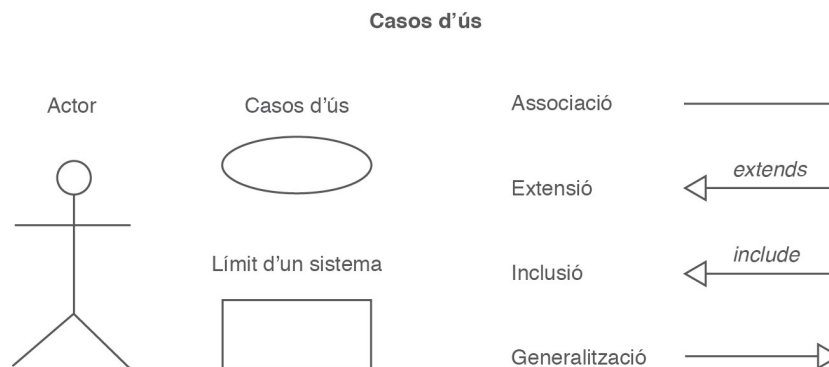 Casos d'ús
Actor
Casos d'ús
Associació
extends
Extensió
Límit d'un sistema
include
Inclusió
Generalització